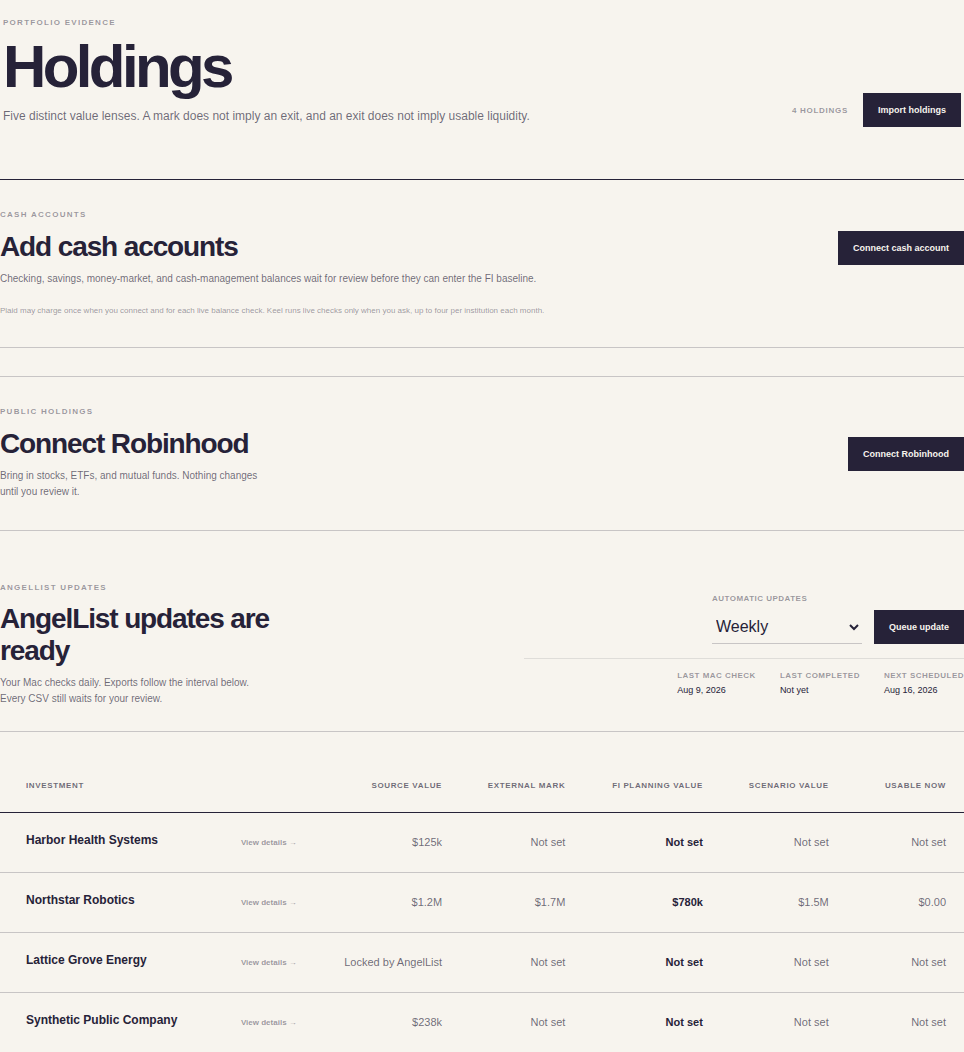 PORTFOLIO EVIDENCE
Holdings
Five distinct value lenses. A mark does not imply an exit, and an exit does not imply usable liquidity.
4 HOLDINGS
Import holdings
CASH ACCOUNTS
Add cash accounts
Connect cash account
Checking, savings, money-market, and cash-management balances wait for review before they can enter the FI baseline.
Plaid may charge once when you connect and for each live balance check. Keel runs live checks only when you ask, up to four per institution each month.
PUBLIC HOLDINGS
Connect Robinhood
Connect Robinhood
Bring in stocks, ETFs, and mutual funds. Nothing changes
until you review it.
ANGELLIST UPDATES
AngelList updates are
ready
Your Mac checks daily. Exports follow the interval below.
Every CSV still waits for your review.
AUTOMATIC UPDATES
Weekly
Queue update
LAST MAC CHECK LAST COMPLETED NEXT SCHEDULED
Aug 9, 2026 Not yet Aug 16, 2026
INVESTMENT SOURCE VALUE EXTERNAL MARK FI PLANNING VALUE SCENARIO VALUE USABLE NOW
Harbor Health Systems View details → $125k Not set Not set Not set Not set
Northstar Robotics View details → $1.2M $1.7M $780k $1.5M $0.00
Lattice Grove Energy View details → Locked by AngelList Not set Not set Not set Not set
Synthetic Public Company View details → $238k Not set Not set Not set Not set